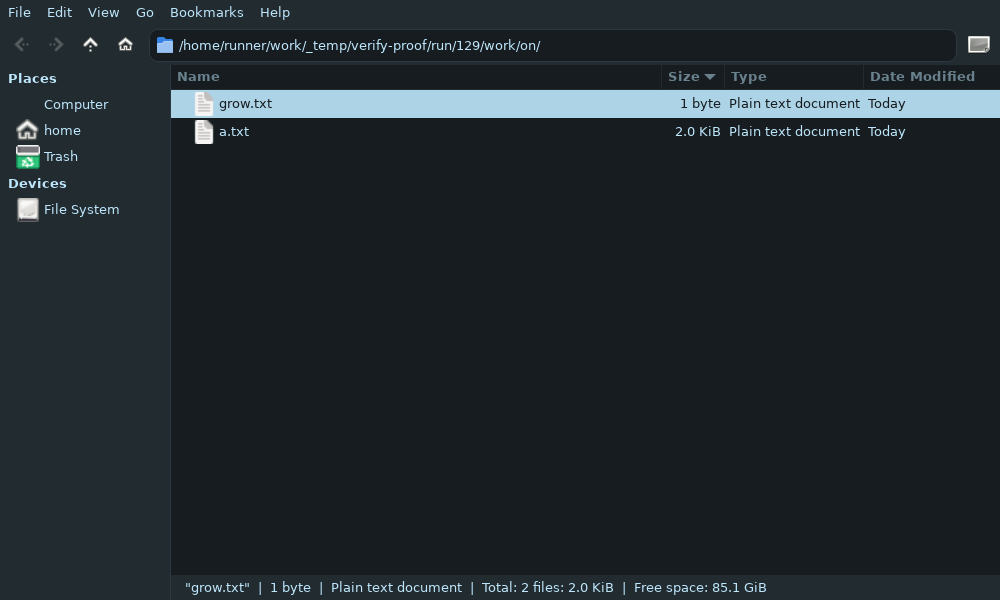 File Edit View Go Bookmarks Help
/home/runner/work/_temp/verify-proof/run/129/work/on/
Places
Computer
home
Trash
Devices
File System
Name Size Type Date Modified
grow.txt 1 byte Plain text document Today
a.txt 2.0 KiB Plain text document Today
"grow.txt" | 1 byte | Plain text document | Total: 2 files: 2.0 KiB | Free space: 85.1 GiB